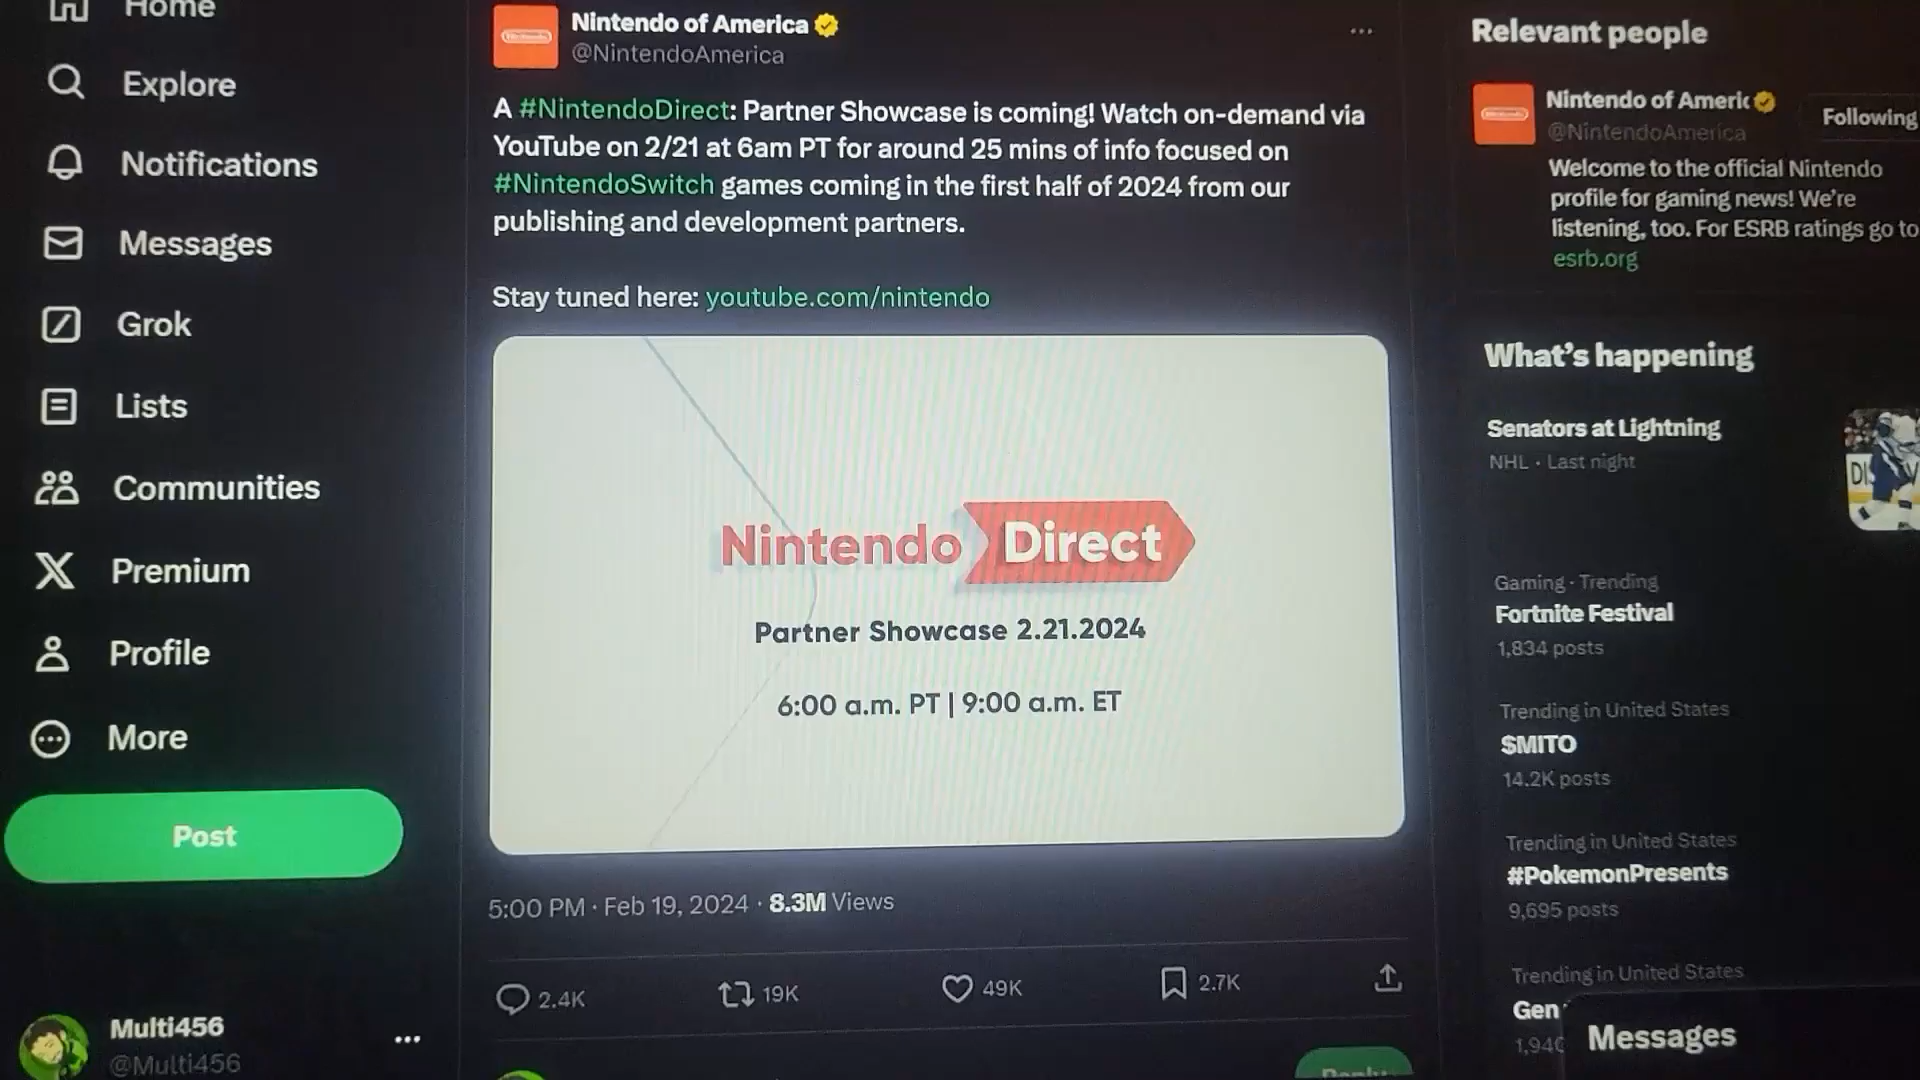 Home
Explore
Notifications
Messages
Grok
Lists
Communities
Premium
Profile
More
Post
Multi456
@Multi456
Nintendo of America
@NintendoAmerica
A #NintendoDirect: Partner Showcase is coming! Watch on-demand via
YouTube on 2/21 at 6am PT for around 25 mins of info focused on
#NintendoSwitch games coming in the first half of 2024 from our
publishing and development partners.
Stay tuned here: youtube.com/nintendo
Nintendo Direct
Partner Showcase 2.21.2024
6:00 a.m. PT | 9:00 a.m. ET
5:00 PM · Feb 19, 2024 · 8.3M Views
2.4K 19K 49K 2.7K
Reply
Relevant people
Nintendo of Americ
@NintendoAmerica
Following
Welcome to the official Nintendo
profile for gaming news! We're
listening, too. For ESRB ratings go to
esrb.org
What's happening
Senators at Lightning
NHL · Last night
Gaming · Trending
Fortnite Festival
1,834 posts
Trending in United States
$MITO
14.2K posts
Trending in United States
#PokemonPresents
9,695 posts
Trending in United States
Gen
Messages